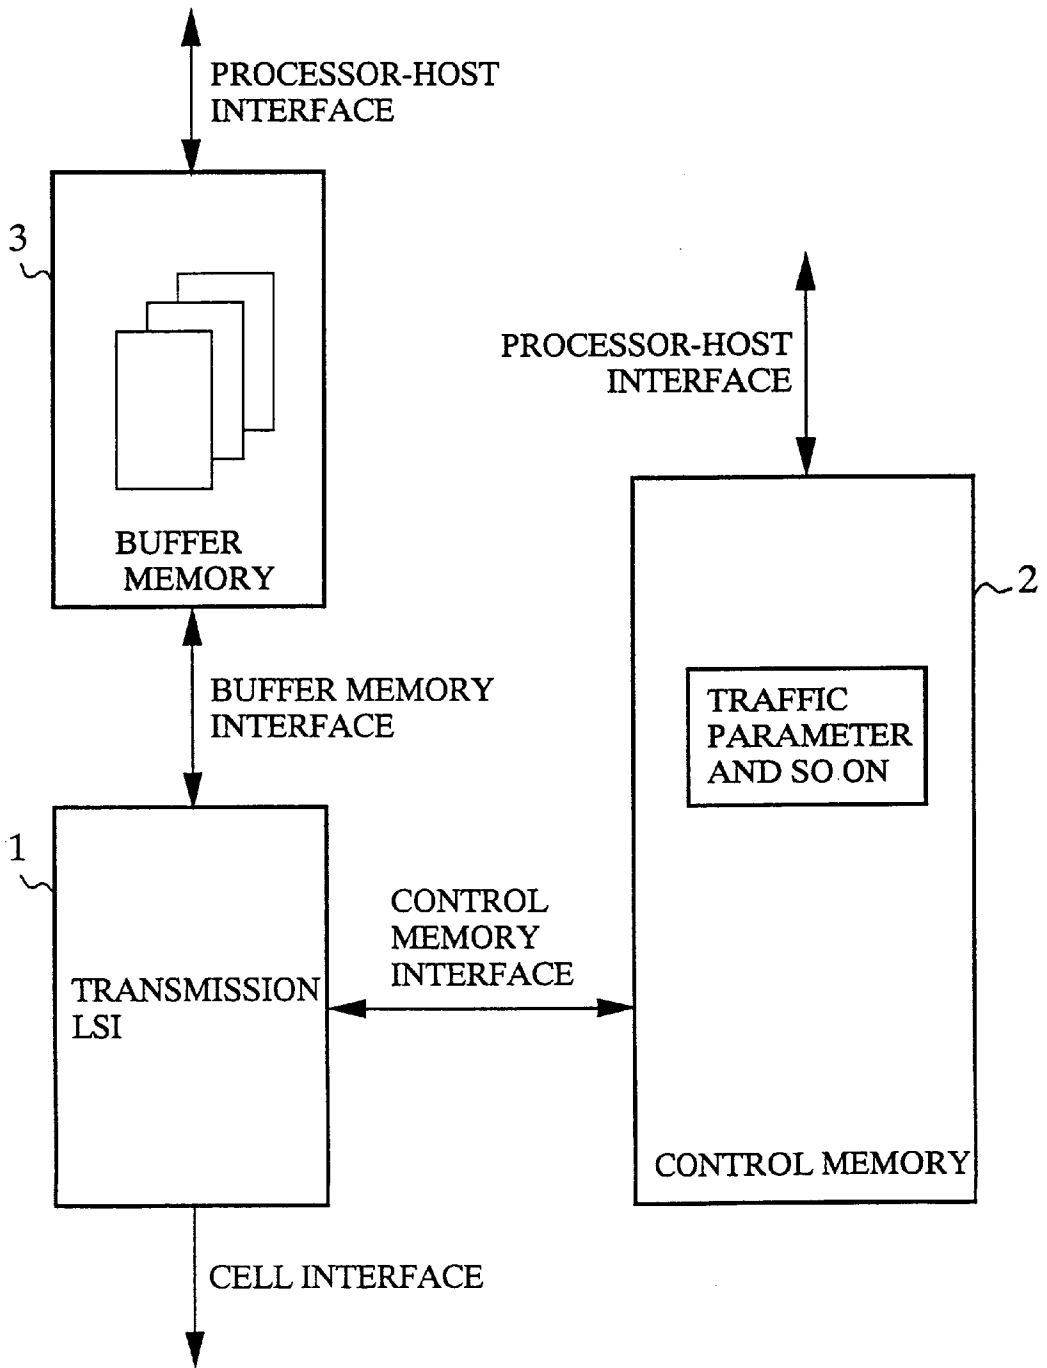 PROCESSOR-HOST
INTERFACE
3
PROCESSOR-HOST
INTERFACE
BUFFER
MEMORY
2
BUFFER MEMORY
INTERFACE
TRAFFIC
PARAMETER
AND SO ON
1
CONTROL
MEMORY
INTERFACE
TRANSMISSION
LSI
CONTROL MEMORY
CELL INTERFACE